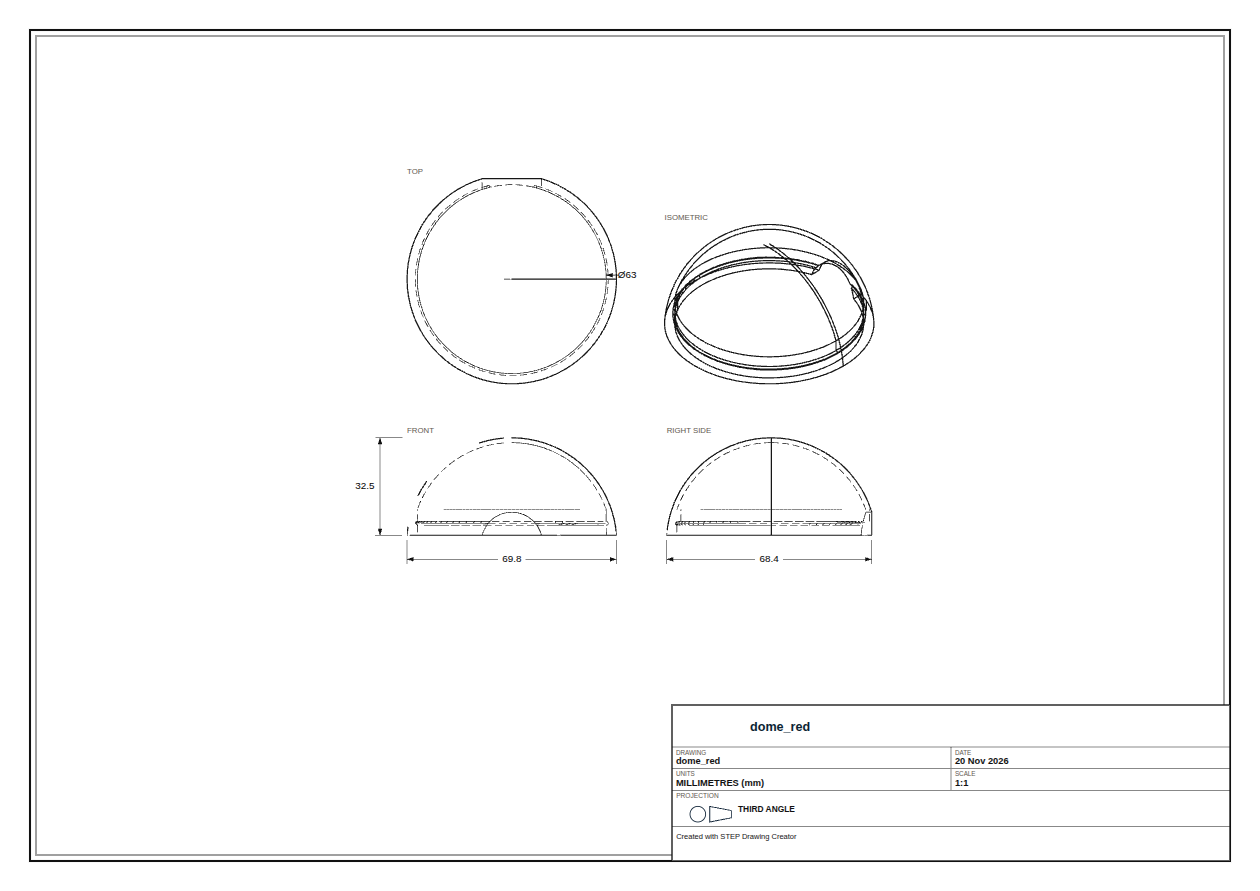 TOP
Ø63
ISOMETRIC
FRONT
RIGHT SIDE
32.5
69.8
68.4
dome_red
DRAWING
dome_red
DATE
20 Nov 2026
UNITS
MILLIMETRES (mm)
SCALE
1:1
PROJECTION
THIRD ANGLE
Created with STEP Drawing Creator